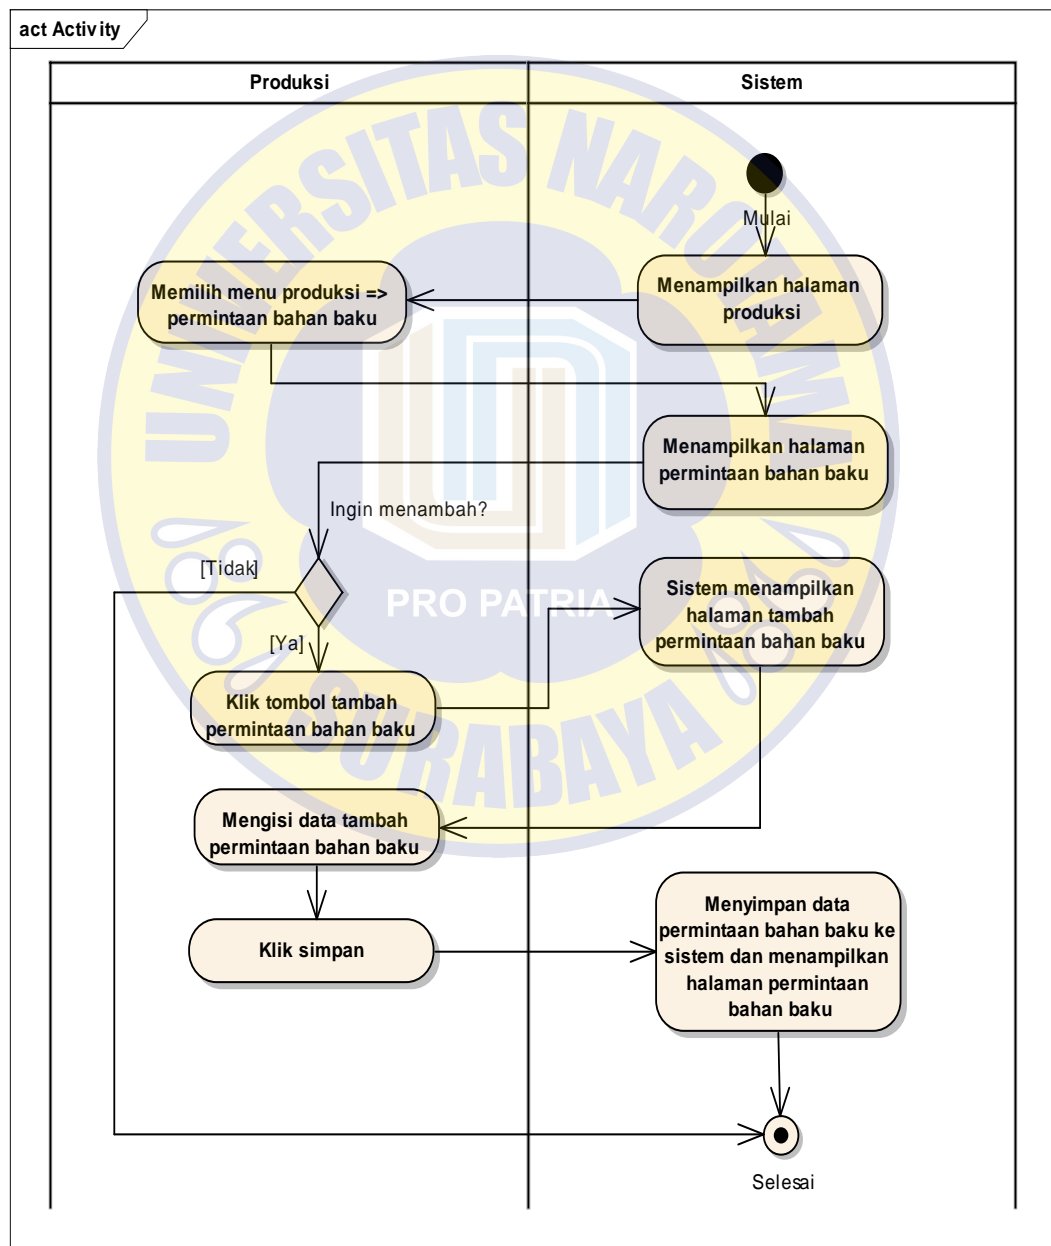 act Activity
Produksi
Sistem
Mulai
Menampilkan halaman
produksi
Memilih menu produksi =>
permintaan bahan baku
Menampilkan halaman
permintaan bahan baku
Ingin menambah?
[Tidak]
[Ya]
Sistem menampilkan
halaman tambah
permintaan bahan baku
Klik tombol tambah
permintaan bahan baku
Mengisi data tambah
permintaan bahan baku
Klik simpan
Menyimpan data
permintaan bahan baku ke
sistem dan menampilkan
halaman permintaan
bahan baku
Selesai
UNIVERSITAS NAROTAMA
PRO PATRIA
SURABAYA